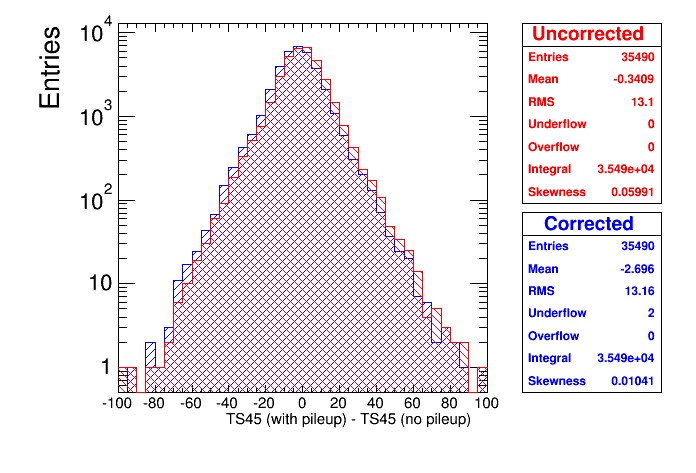 Entries
10^4
10^3
10^2
10
1
-100 -80 -60 -40 -20 0 20 40 60 80 100
TS45 (with pileup) - TS45 (no pileup)
Uncorrected
Entries 35490
Mean -0.3409
RMS 13.1
Underflow 0
Overflow 0
Integral 3.549e+04
Skewness 0.05991
Corrected
Entries 35490
Mean -2.696
RMS 13.16
Underflow 2
Overflow 0
Integral 3.549e+04
Skewness 0.01041